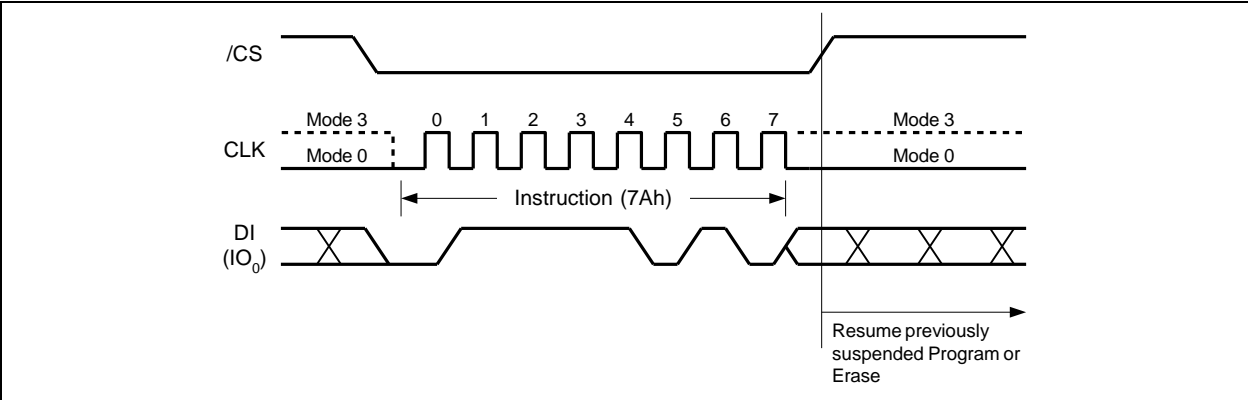 /CS
Mode 3 0 1 2 3 4 5 6 7 Mode 3
CLK
Mode 0 Mode 0
Instruction (7Ah)
DI
(IO₀)
Resume previously
suspended Program or
Erase